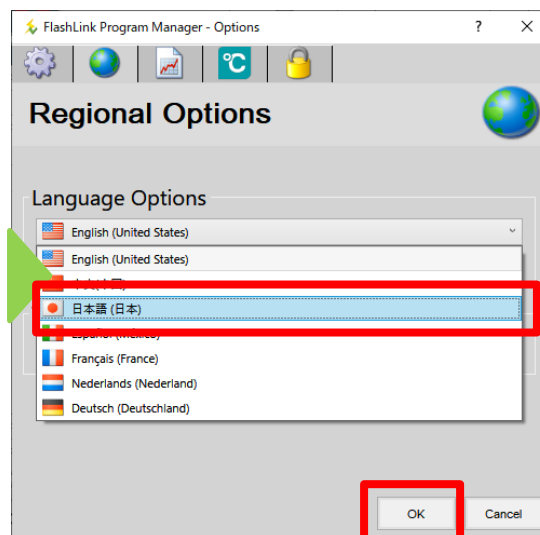 FlashLink Program Manager - Options
℃
Regional Options
Language Options
English (United States)
English (United States)
日本語 (日本)
Français (France)
Nederlands (Nederland)
Deutsch (Deutschland)
OK
Cancel